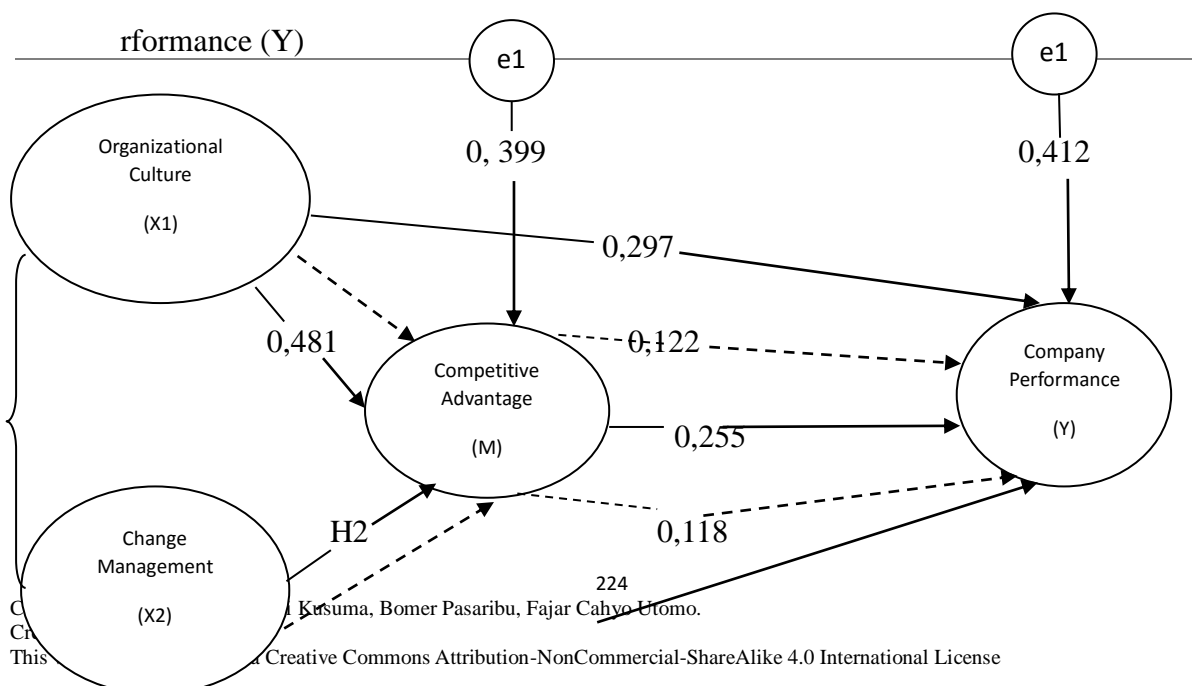 rformance (Y)
e1
e1
0, 399
0,412
Organizational
Culture
(X1)
0,297
0,481
0,122
Competitive
Advantage
(M)
Company
Performance
(Y)
0,255
H2
0,118
Change
Management
(X2)
224
Kusuma, Bomer Pasaribu, Fajar Cahyo Utomo.
This Creative Commons Attribution-NonCommercial-ShareAlike 4.0 International License